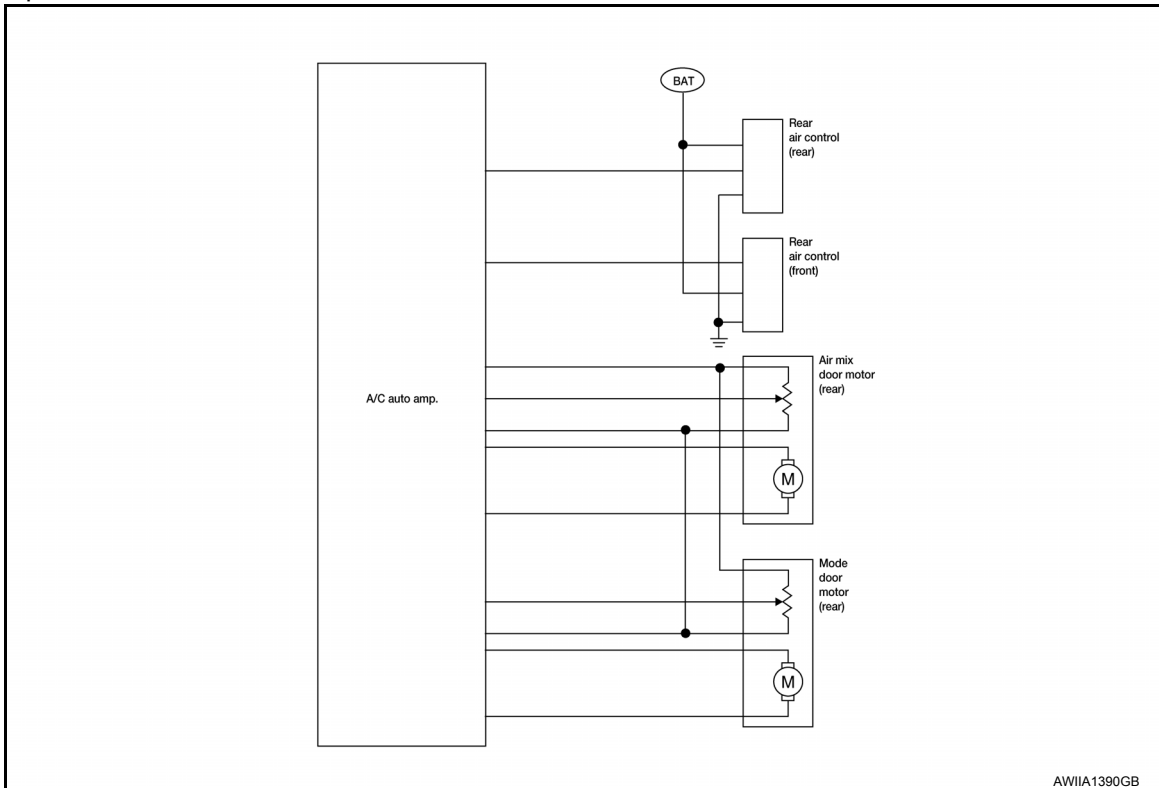 BAT
Rear
air control
(rear)
Rear
air control
(front)
Air mix
door motor
(rear)
A/C auto amp.
M
Mode
door
motor
(rear)
M
AWIIA1390GB